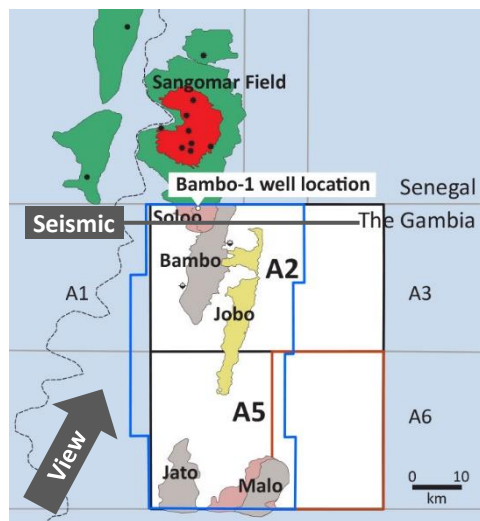 Sangomar Field
Bambo-1 well location
Senegal
Seismic
Soloo
The Gambia
Bambo
A2
A1
A3
Jobo
A5
A6
View
Jato
Malo
0 10
km